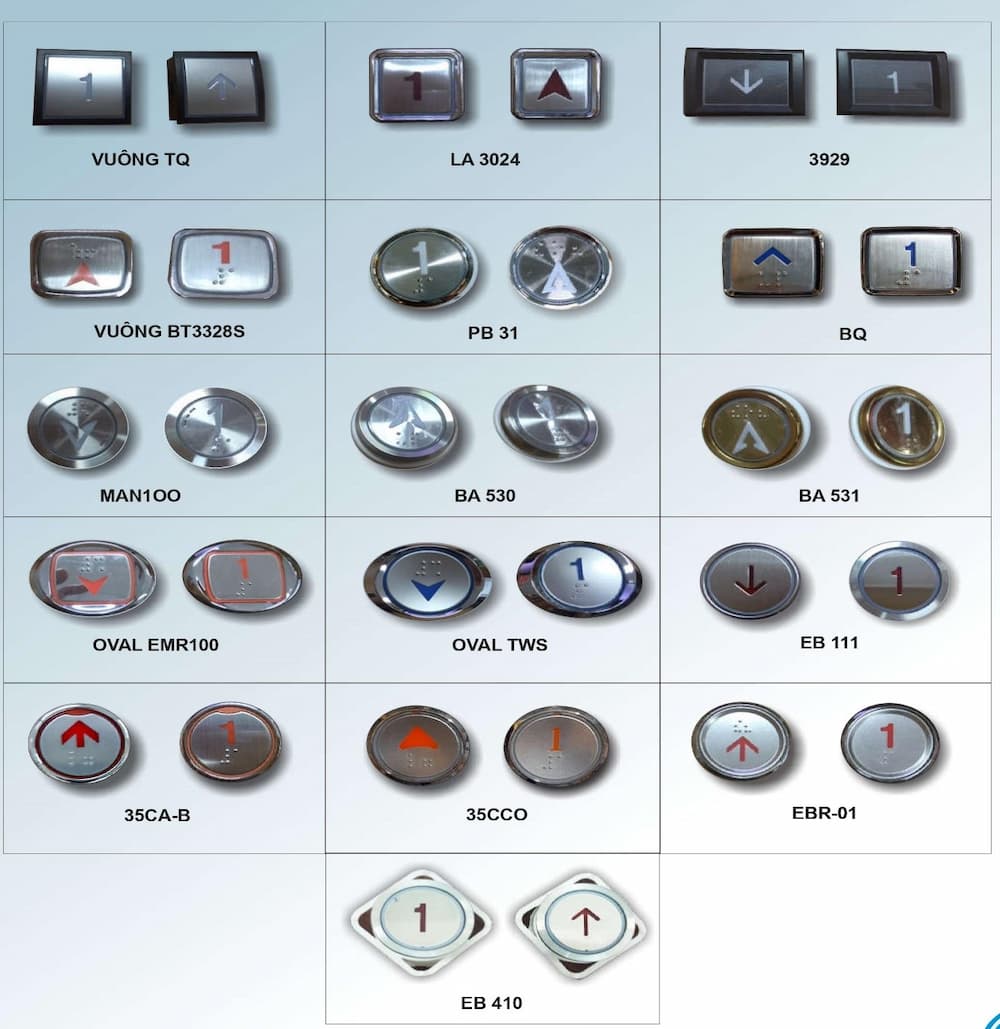 1
VUÔNG TQ
1
LA 3024
1
3929
1
VUÔNG BT3328S
1
PB 31
1
BQ
1
MAN1OO
1
BA 530
1
BA 531
1
OVAL EMR100
1
OVAL TWS
1
EB 111
1
35CA-B
1
35CCO
1
EBR-01
1
EB 410